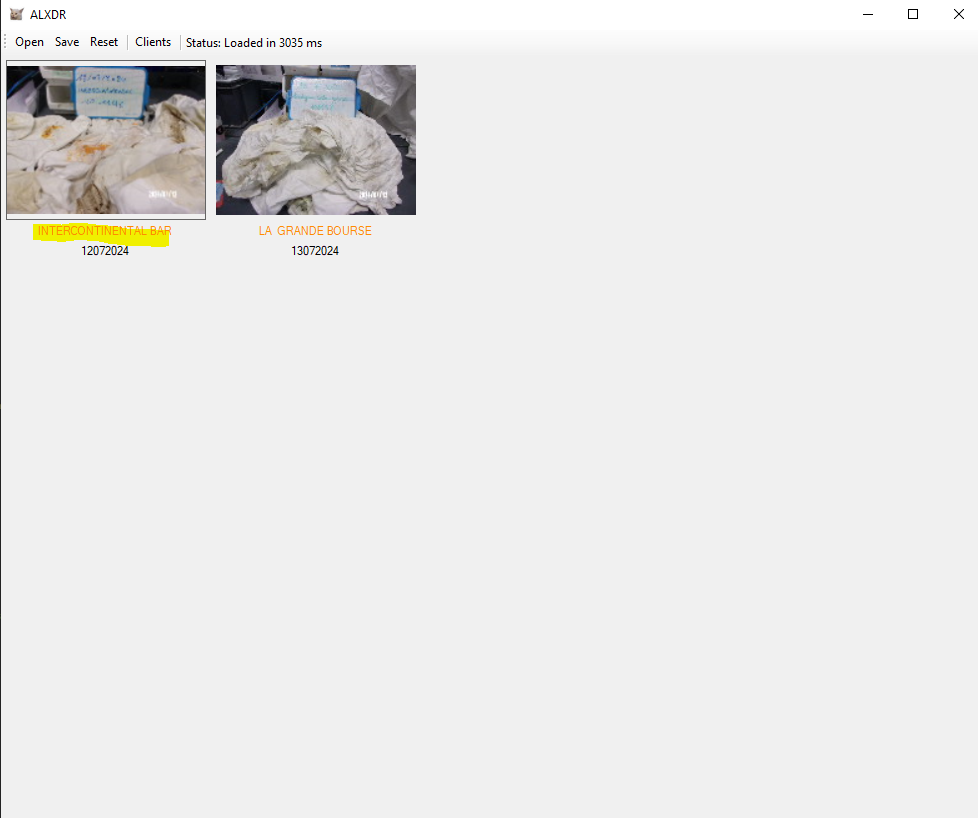 ALXDR
Open Save Reset Clients Status: Loaded in 3035 ms
INTERCONTINENTAL BAR
12072024
LA GRANDE BOURSE
13072024